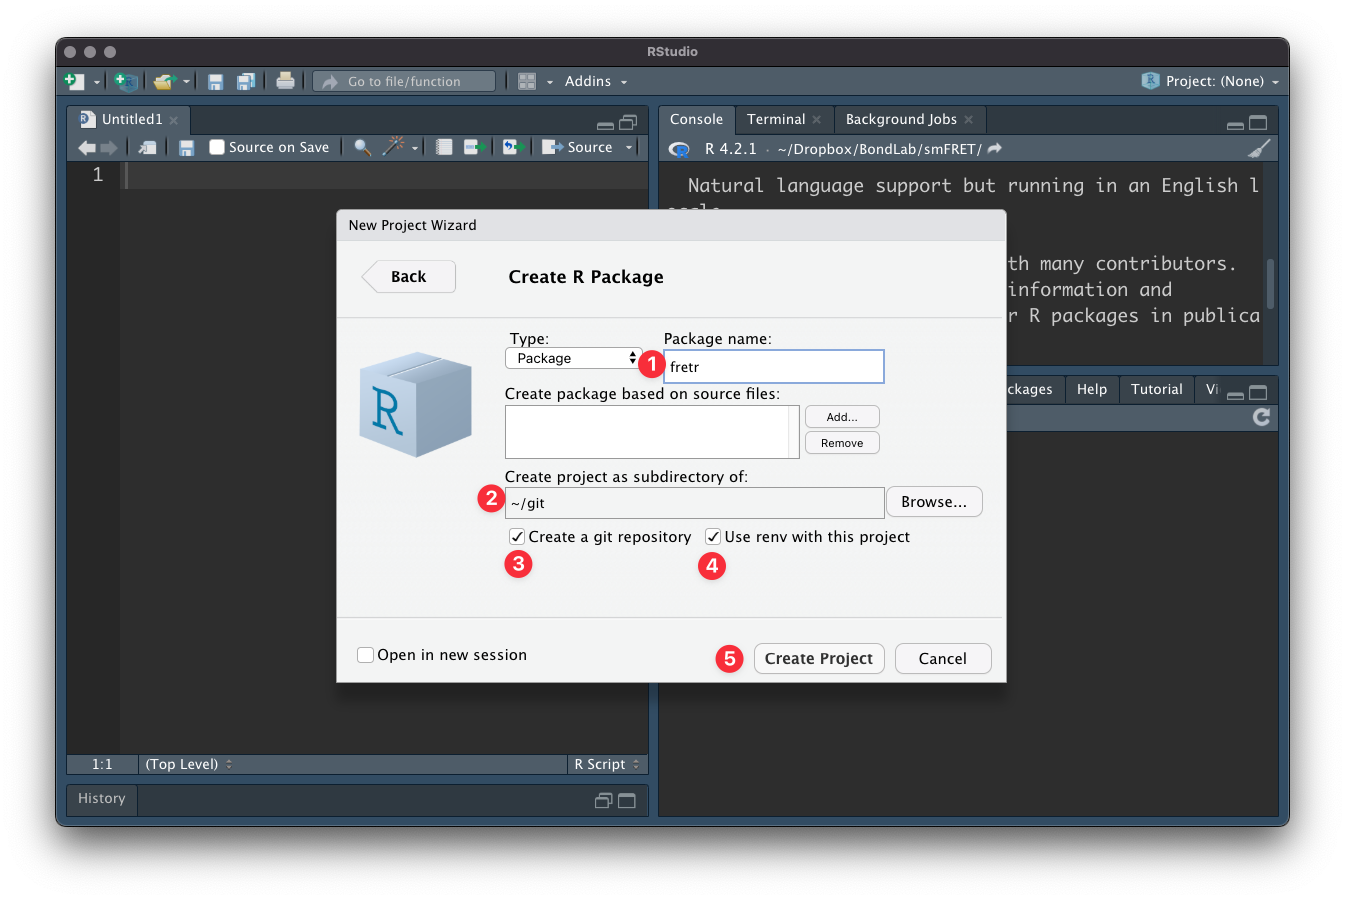 RStudio
Go to file/function
Addins
Project: (None)
Untitled1
Source on Save
Source
1
Console
Terminal
Background Jobs
R 4.2.1 · ~/Dropbox/BondLab/smFRET/
Natural language support but running in an English l
th many contributors.
information and
r R packages in publica
ckages
Help
Tutorial
Vi
New Project Wizard
Back
Create R Package
Type:
Package name:
Package
1
fretr
Create package based on source files:
Add...
Remove
Create project as subdirectory of:
2
~/git
Browse...
Create a git repository
Use renv with this project
3
4
Open in new session
5
Create Project
Cancel
1:1
(Top Level)
R Script
History